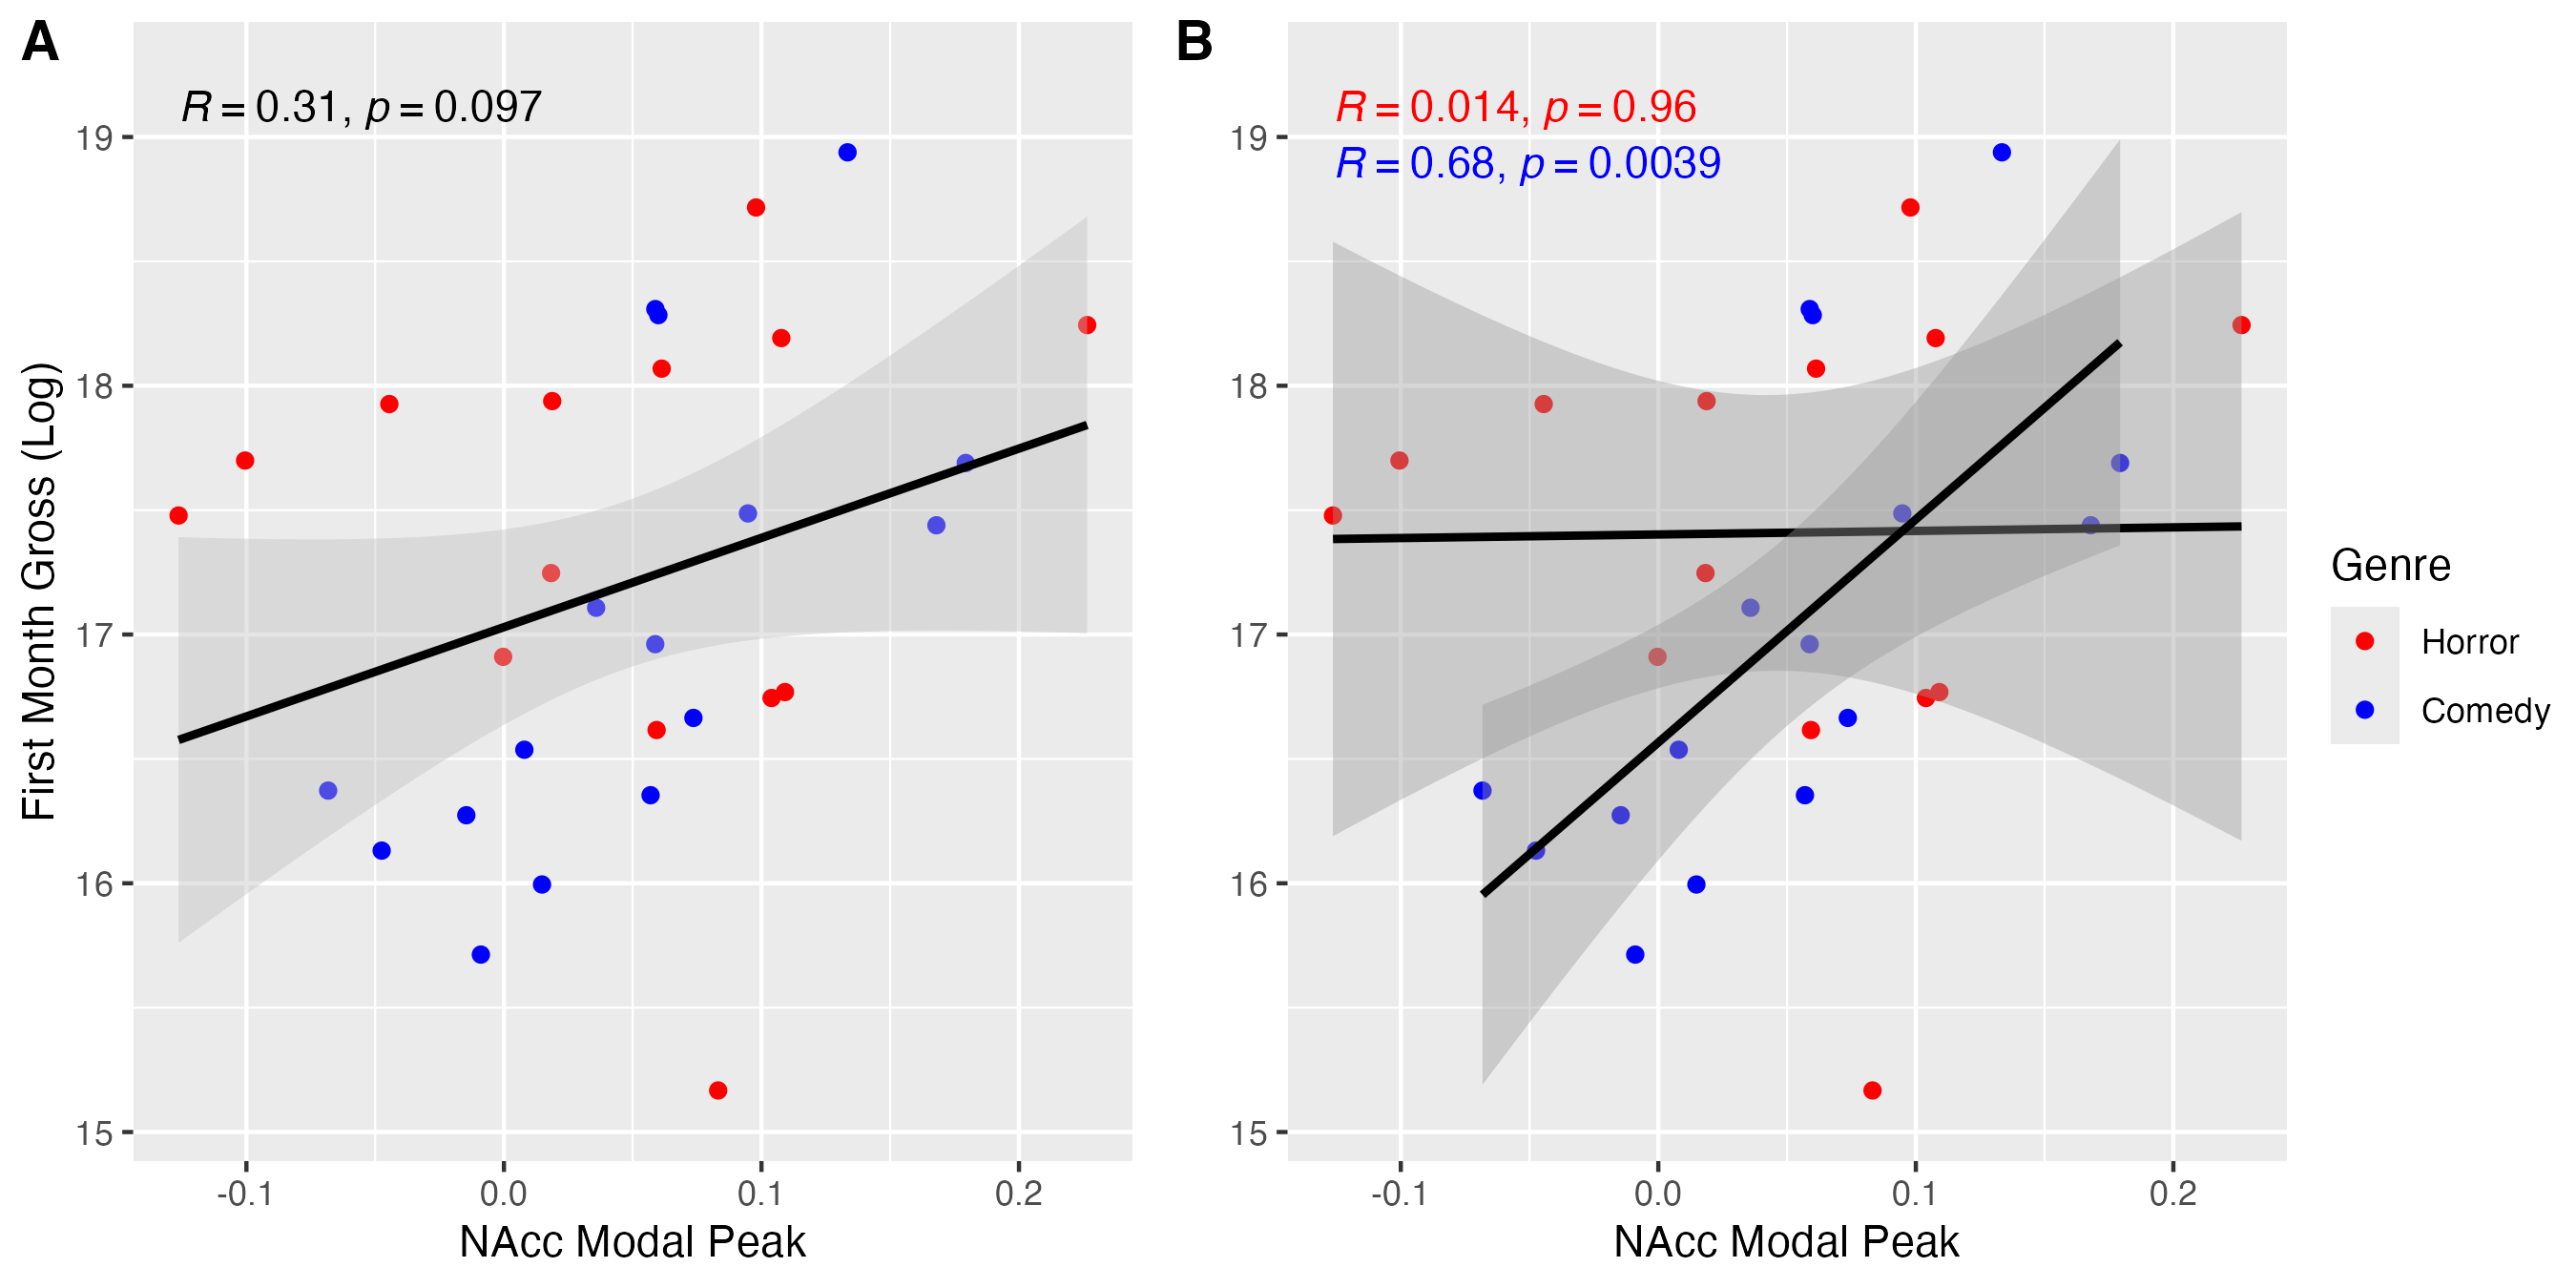 A
R = 0.31, p = 0.097
19
18
17
16
15
First Month Gross (Log)
-0.1 0.0 0.1 0.2
NAcc Modal Peak
B
R = 0.014, p = 0.96
R = 0.68, p = 0.0039
19
18
17
16
15
-0.1 0.0 0.1 0.2
NAcc Modal Peak
Genre
Horror
Comedy